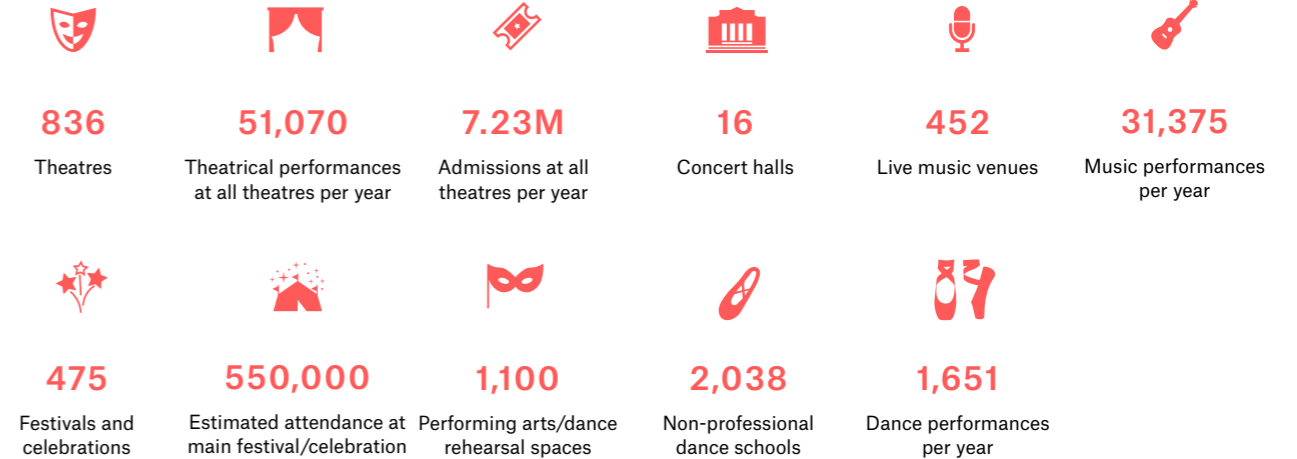 836
Theatres
51,070
Theatrical performances
at all theatres per year
7.23M
Admissions at all
theatres per year
16
Concert halls
452
Live music venues
31,375
Music performances
per year
475
Festivals and
celebrations
550,000
Estimated attendance at
main festival/celebration
1,100
Performing arts/dance
rehearsal spaces
2,038
Non-professional
dance schools
1,651
Dance performances
per year